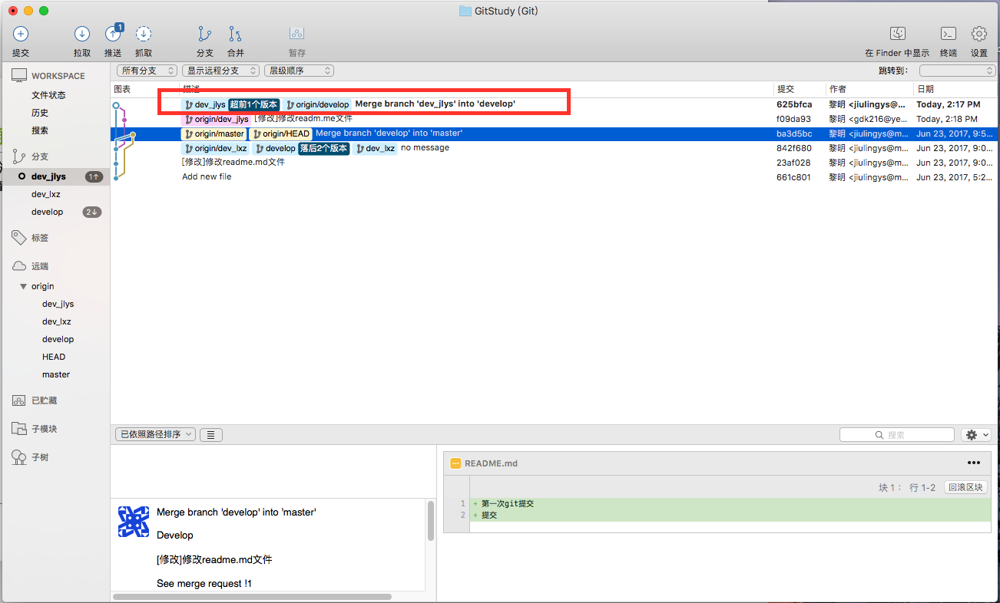 GitStudy (Git)
1
提交 拉取 推送 抓取 分支 合并 暂存 在 Finder 中显示 终端 设置
WORKSPACE
文件状态
历史
搜索
分支
dev_jlys 1↑
dev_lxz
develop 2↓
标签
远端
origin
dev_jlys
dev_lxz
develop
HEAD
master
已贮藏
子模块
子树
所有分支 显示远程分支 层级顺序 跳转到:
图表 描述 提交 作者 日期
dev_jlys 超前1个版本 origin/develop Merge branch 'dev_jlys' into 'develop' 625bfca 黎明 <jiulingys@m... Today, 2:17 PM
origin/dev_jlys [修改]修改readm.me文件 f09da93 黎明 <gdk216@ye... Today, 2:18 PM
origin/master origin/HEAD Merge branch 'develop' into 'master' ba3d5bc 黎明 <jiulingys@m... Jun 23, 2017, 9:5...
origin/dev_lxz develop 落后2个版本 dev_lxz no message 842f680 黎明 <jiulingys@m... Jun 23, 2017, 9:0...
[修改]修改readme.md文件 23af028 黎明 <jiulingys@m... Jun 23, 2017, 9:0...
Add new file 661c801 黎明 <jiulingys@m... Jun 23, 2017, 5:2...
已依照路径排序 搜索
Merge branch 'develop' into 'master'
Develop
[修改]修改readme.md文件
See merge request !1
README.md
块 1： 行 1-2 回滚区块
1 + 第一次git提交
2 + 提交